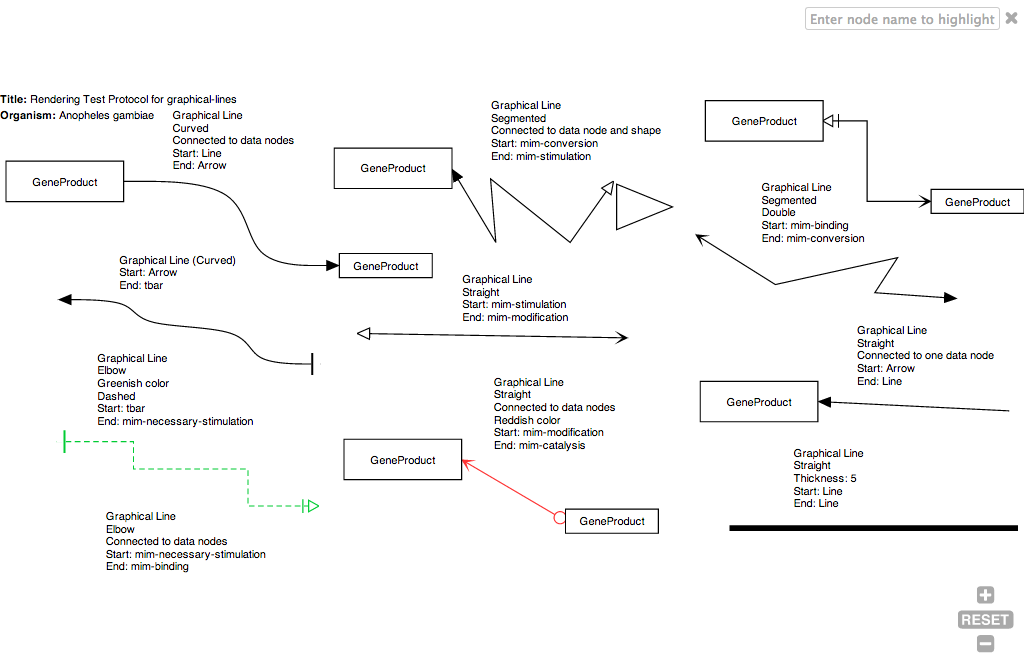 Enter node name to highlight
Title: Rendering Test Protocol for graphical-lines
Organism: Anopheles gambiae
Graphical Line
Curved
Connected to data nodes
Start: Line
End: Arrow
Graphical Line
Segmented
Connected to data node and shape
Start: mim-conversion
End: mim-stimulation
GeneProduct
GeneProduct
GeneProduct
GeneProduct
Graphical Line
Segmented
Double
Start: mim-binding
End: mim-conversion
GeneProduct
Graphical Line (Curved)
Start: Arrow
End: tbar
Graphical Line
Straight
Start: mim-stimulation
End: mim-modification
Graphical Line
Straight
Connected to one data node
Start: Arrow
End: Line
Graphical Line
Elbow
Greenish color
Dashed
Start: tbar
End: mim-necessary-stimulation
Graphical Line
Straight
Connected to data nodes
Reddish color
Start: mim-modification
End: mim-catalysis
GeneProduct
GeneProduct
GeneProduct
Graphical Line
Straight
Thickness: 5
Start: Line
End: Line
Graphical Line
Elbow
Connected to data nodes
Start: mim-necessary-stimulation
End: mim-binding
RESET